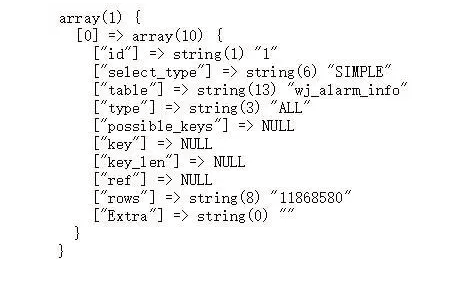 array(1) {
[0] => array(10) {
["id"] => string(1) "1"
["select_type"] => string(6) "SIMPLE"
["table"] => string(13) "wj_alarm_info"
["type"] => string(3) "ALL"
["possible_keys"] => NULL
["key"] => NULL
["key_len"] => NULL
["ref"] => NULL
["rows"] => string(8) "11868580"
["Extra"] => string(0) ""
}
}